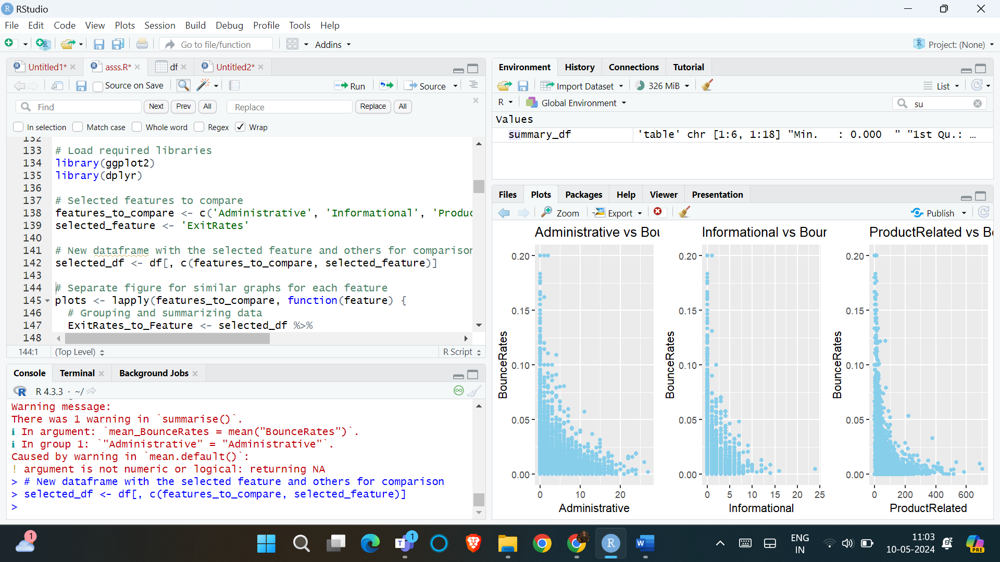 RStudio
File Edit Code View Plots Session Build Debug Profile Tools Help
Go to file/function Addins Project: (None)
Untitled1* asss.R* df Untitled2*
Source on Save Run Source
Find Next Prev All Replace Replace All
In selection Match case Whole word Regex Wrap
132
133 # Load required libraries
134 library(ggplot2)
135 library(dplyr)
136
137 # Selected features to compare
138 features_to_compare <- c('Administrative', 'Informational', 'Produc
139 selected_feature <- 'ExitRates'
140
141 # New dataframe with the selected feature and others for comparison
142 selected_df <- df[, c(features_to_compare, selected_feature)]
143
144 # Separate figure for similar graphs for each feature
145 plots <- lapply(features_to_compare, function(feature) {
146 # Grouping and summarizing data
147 ExitRates_to_Feature <- selected_df %>%
148
144:1 (Top Level) R Script
Console Terminal Background Jobs
R 4.3.3 · ~/
Warning message:
There was 1 warning in `summarise()`.
ℹ In argument: `mean_BounceRates = mean("BounceRates")`.
ℹ In group 1: `"Administrative" = "Administrative"`.
Caused by warning in `mean.default()`:
! argument is not numeric or logical: returning NA
> # New dataframe with the selected feature and others for comparison
> selected_df <- df[, c(features_to_compare, selected_feature)]
>
Environment History Connections Tutorial
Import Dataset 326 MiB List
R Global Environment su
Values
summary_df 'table' chr [1:6, 1:18] "Min. : 0.000 " "1st Qu.: …
Files Plots Packages Help Viewer Presentation
Zoom Export Publish
Administrative vs Bou
BounceRates
0.20
0.15
0.10
0.05
0.00
0 10 20
Administrative
Informational vs Bour
BounceRates
0.20
0.15
0.10
0.05
0.00
0 5 10 15 20 25
Informational
ProductRelated vs B
BounceRates
0.20
0.15
0.10
0.05
0.00
0 200 400 600
ProductRelated
1
1
ENG
IN
11:03
10-05-2024
PRE